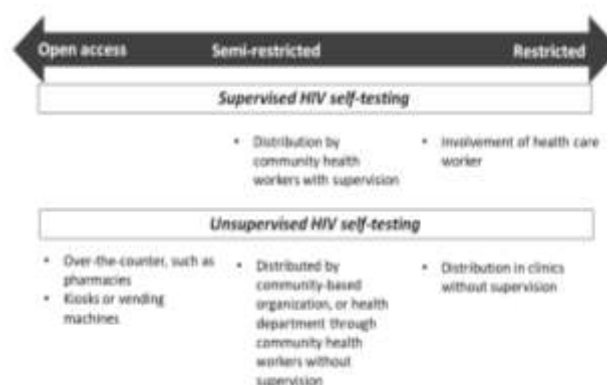 Open access Semi-restricted Restricted
Supervised HIV self-testing
• Distribution by
community health
workers with supervision
• Involvement of health care
worker
Unsupervised HIV self-testing
• Over-the-counter, such as
pharmacies
• Kiosks or vending
machines
• Distributed by
community-based
organization, or health
department through
community health
workers without
supervision
• Distribution in clinics
without supervision